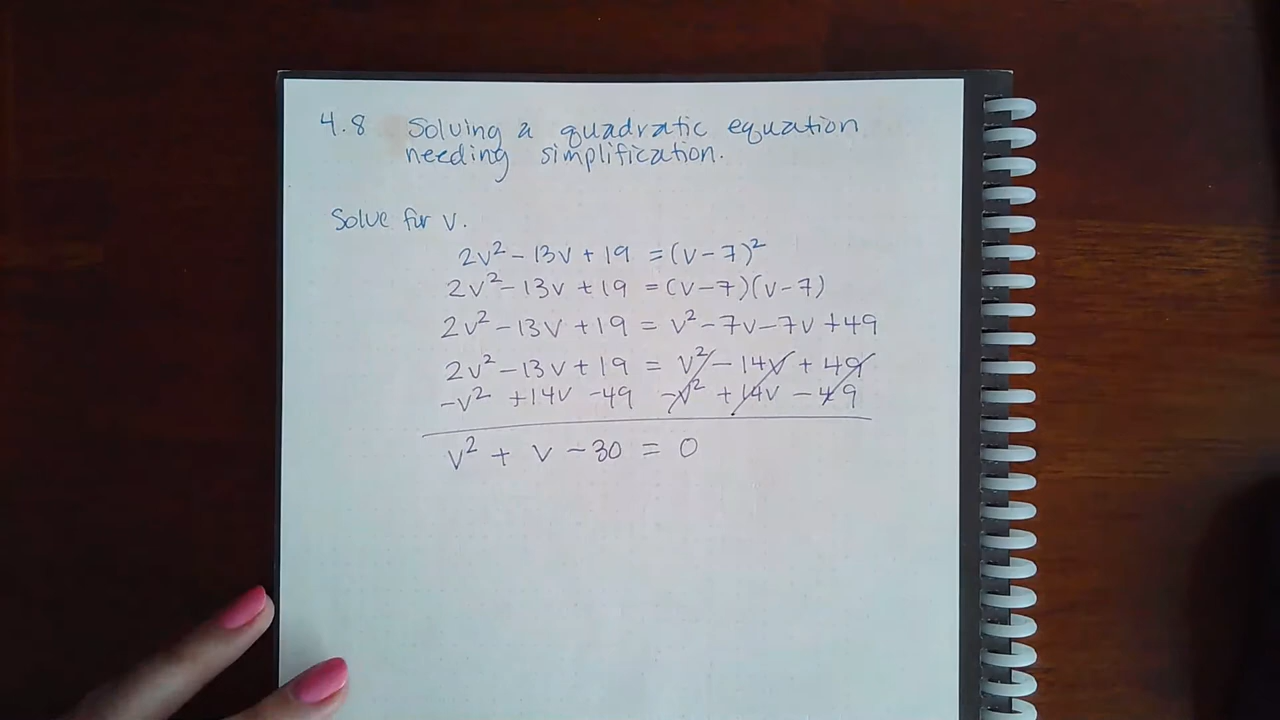 4.8 Solving a quadratic equation
needing simplification.
Solve for v.
2v² - 13v + 19 = (v - 7)²
2v² - 13v + 19 = (v - 7)(v - 7)
2v² - 13v + 19 = v² - 7v - 7v + 49
2v² - 13v + 19 = v² - 14v + 49
-v² + 14v - 49 -v² + 14v - 49
v² + v - 30 = 0